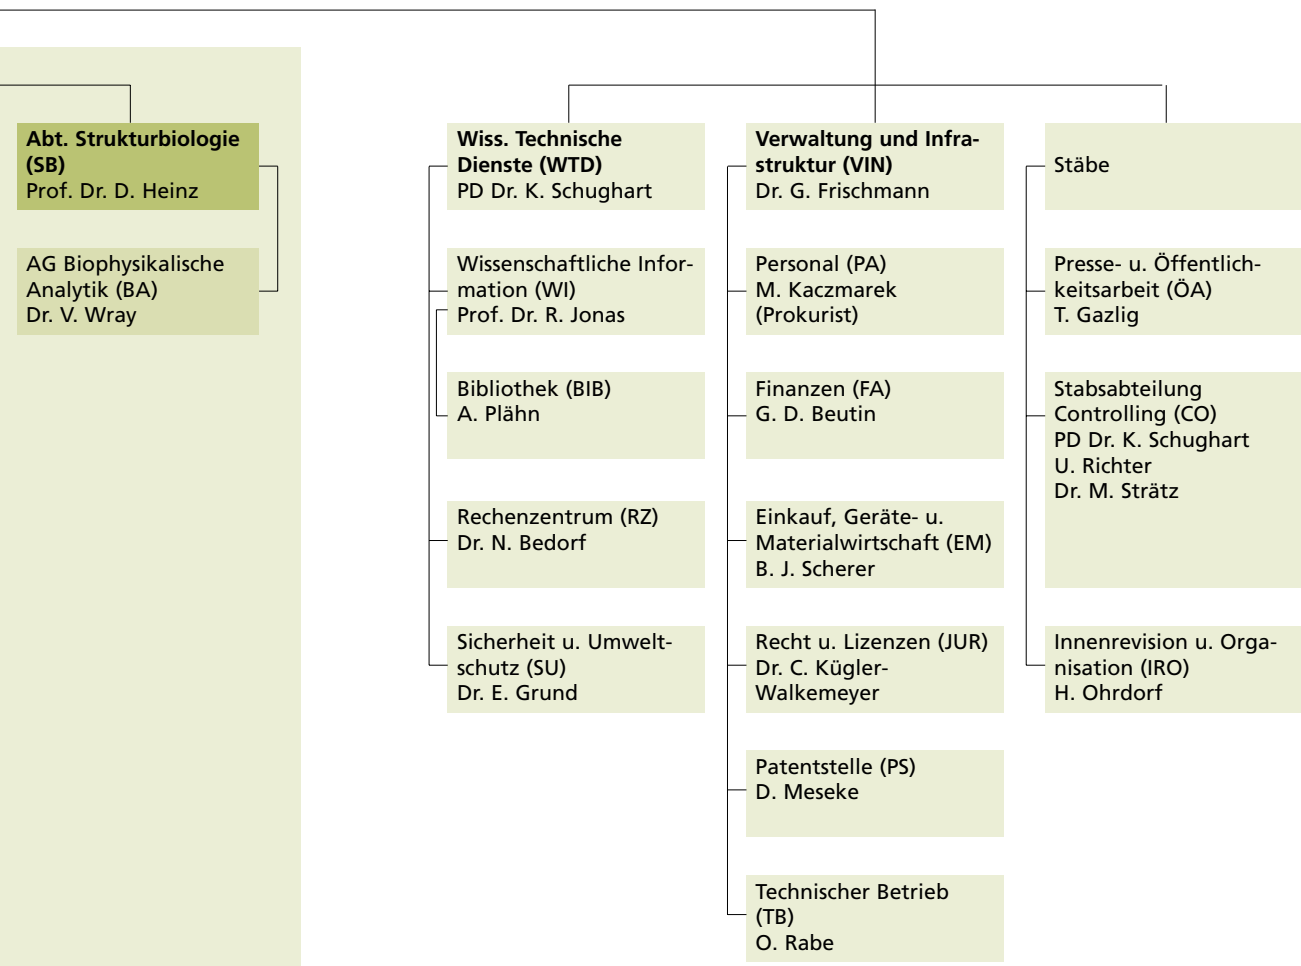 Abt. Strukturbiologie
(SB)
Prof. Dr. D. Heinz
AG Biophysikalische
Analytik (BA)
Dr. V. Wray
Wiss. Technische
Dienste (WTD)
PD Dr. K. Schughart
Wissenschaftliche Infor-
mation (WI)
Prof. Dr. R. Jonas
Bibliothek (BIB)
A. Plähn
Rechenzentrum (RZ)
Dr. N. Bedorf
Sicherheit u. Umwelt-
schutz (SU)
Dr. E. Grund
Verwaltung und Infra-
struktur (VIN)
Dr. G. Frischmann
Personal (PA)
M. Kaczmarek
(Prokurist)
Finanzen (FA)
G. D. Beutin
Einkauf, Geräte- u.
Materialwirtschaft (EM)
B. J. Scherer
Recht u. Lizenzen (JUR)
Dr. C. Kügler-
Walkemeyer
Patentstelle (PS)
D. Meseke
Technischer Betrieb
(TB)
O. Rabe
Stäbe
Presse- u. Öffentlich-
keitsarbeit (ÖA)
T. Gazlig
Stabsabteilung
Controlling (CO)
PD Dr. K. Schughart
U. Richter
Dr. M. Strätz
Innenrevision u. Orga-
nisation (IRO)
H. Ohrdorf